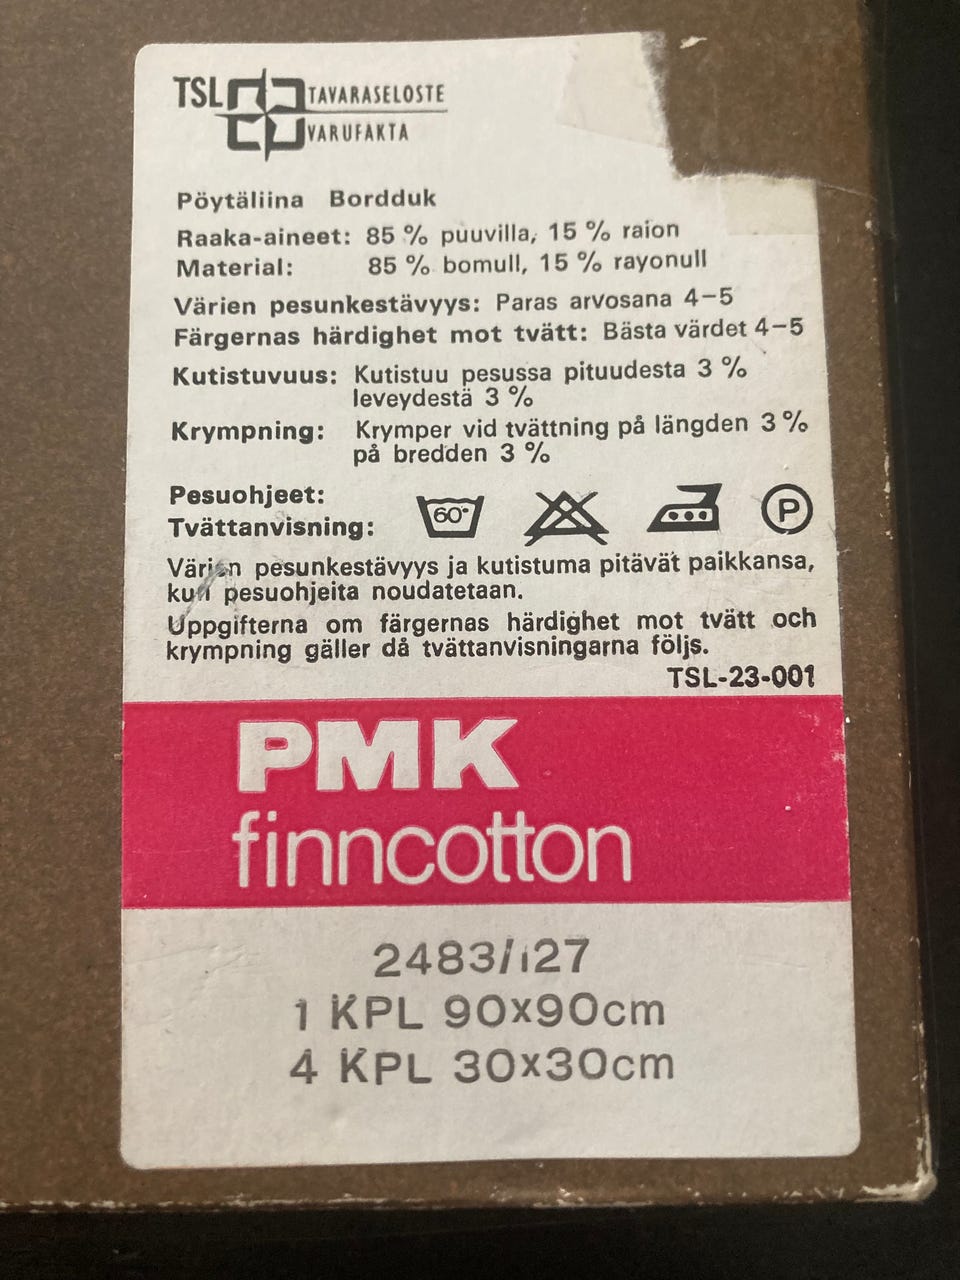 TSL TAVARASELOSTE
VARUFAKTA
Pöytäliina Bordduk
Raaka-aineet: 85 % puuvilla, 15 % raion
Material: 85 % bomull, 15 % rayonull
Värien pesunkestävyys: Paras arvosana 4–5
Färgernas härdighet mot tvätt: Bästa värdet 4–5
Kutistuvuus: Kutistuu pesussa pituudesta 3 %
leveydestä 3 %
Krympning: Krymper vid tvättning på längden 3 %
på bredden 3 %
Pesuohjeet:
Tvättanvisning: 60° P
Värien pesunkestävyys ja kutistuma pitävät paikkansa,
kun pesuohjeita noudatetaan.
Uppgifterna om färgernas härdighet mot tvätt och
krympning gäller då tvättanvisningarna följs.
TSL-23-001
PMK
finncotton
2483/127
1 KPL 90x90cm
4 KPL 30x30cm